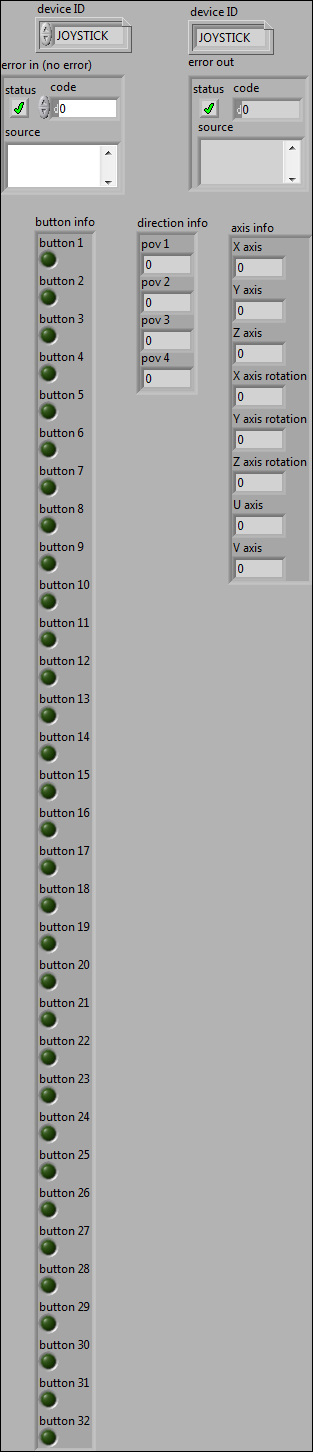 device ID
JOYSTICK
error in (no error)
status code
0
source
device ID
JOYSTICK
error out
status code
0
source
button info
button 1
button 2
button 3
button 4
button 5
button 6
button 7
button 8
button 9
button 10
button 11
button 12
button 13
button 14
button 15
button 16
button 17
button 18
button 19
button 20
button 21
button 22
button 23
button 24
button 25
button 26
button 27
button 28
button 29
button 30
button 31
button 32
direction info
pov 1
0
pov 2
0
pov 3
0
pov 4
0
axis info
X axis
0
Y axis
0
Z axis
0
X axis rotation
0
Y axis rotation
0
Z axis rotation
0
U axis
0
V axis
0